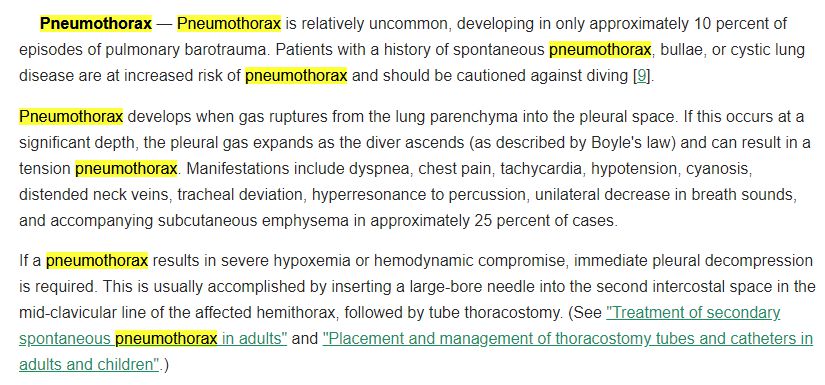 Pneumothorax — Pneumothorax is relatively uncommon, developing in only approximately 10 percent of
episodes of pulmonary barotrauma. Patients with a history of spontaneous pneumothorax, bullae, or cystic lung
disease are at increased risk of pneumothorax and should be cautioned against diving [9].
Pneumothorax develops when gas ruptures from the lung parenchyma into the pleural space. If this occurs at a
significant depth, the pleural gas expands as the diver ascends (as described by Boyle's law) and can result in a
tension pneumothorax. Manifestations include dyspnea, chest pain, tachycardia, hypotension, cyanosis,
distended neck veins, tracheal deviation, hyperresonance to percussion, unilateral decrease in breath sounds,
and accompanying subcutaneous emphysema in approximately 25 percent of cases.
If a pneumothorax results in severe hypoxemia or hemodynamic compromise, immediate pleural decompression
is required. This is usually accomplished by inserting a large-bore needle into the second intercostal space in the
mid-clavicular line of the affected hemithorax, followed by tube thoracostomy. (See "Treatment of secondary
spontaneous pneumothorax in adults" and "Placement and management of thoracostomy tubes and catheters in
adults and children".)